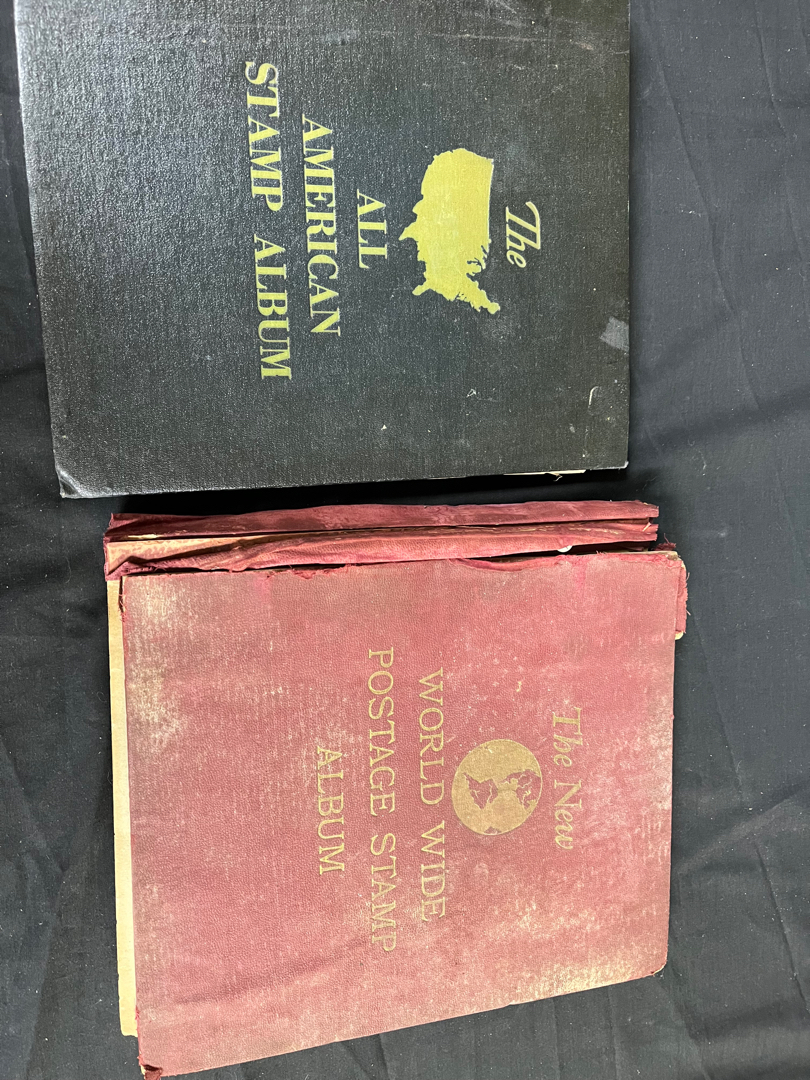 The
ALL
AMERICAN
STAMP ALBUM
The New
WORLD WIDE
POSTAGE STAMP
ALBUM